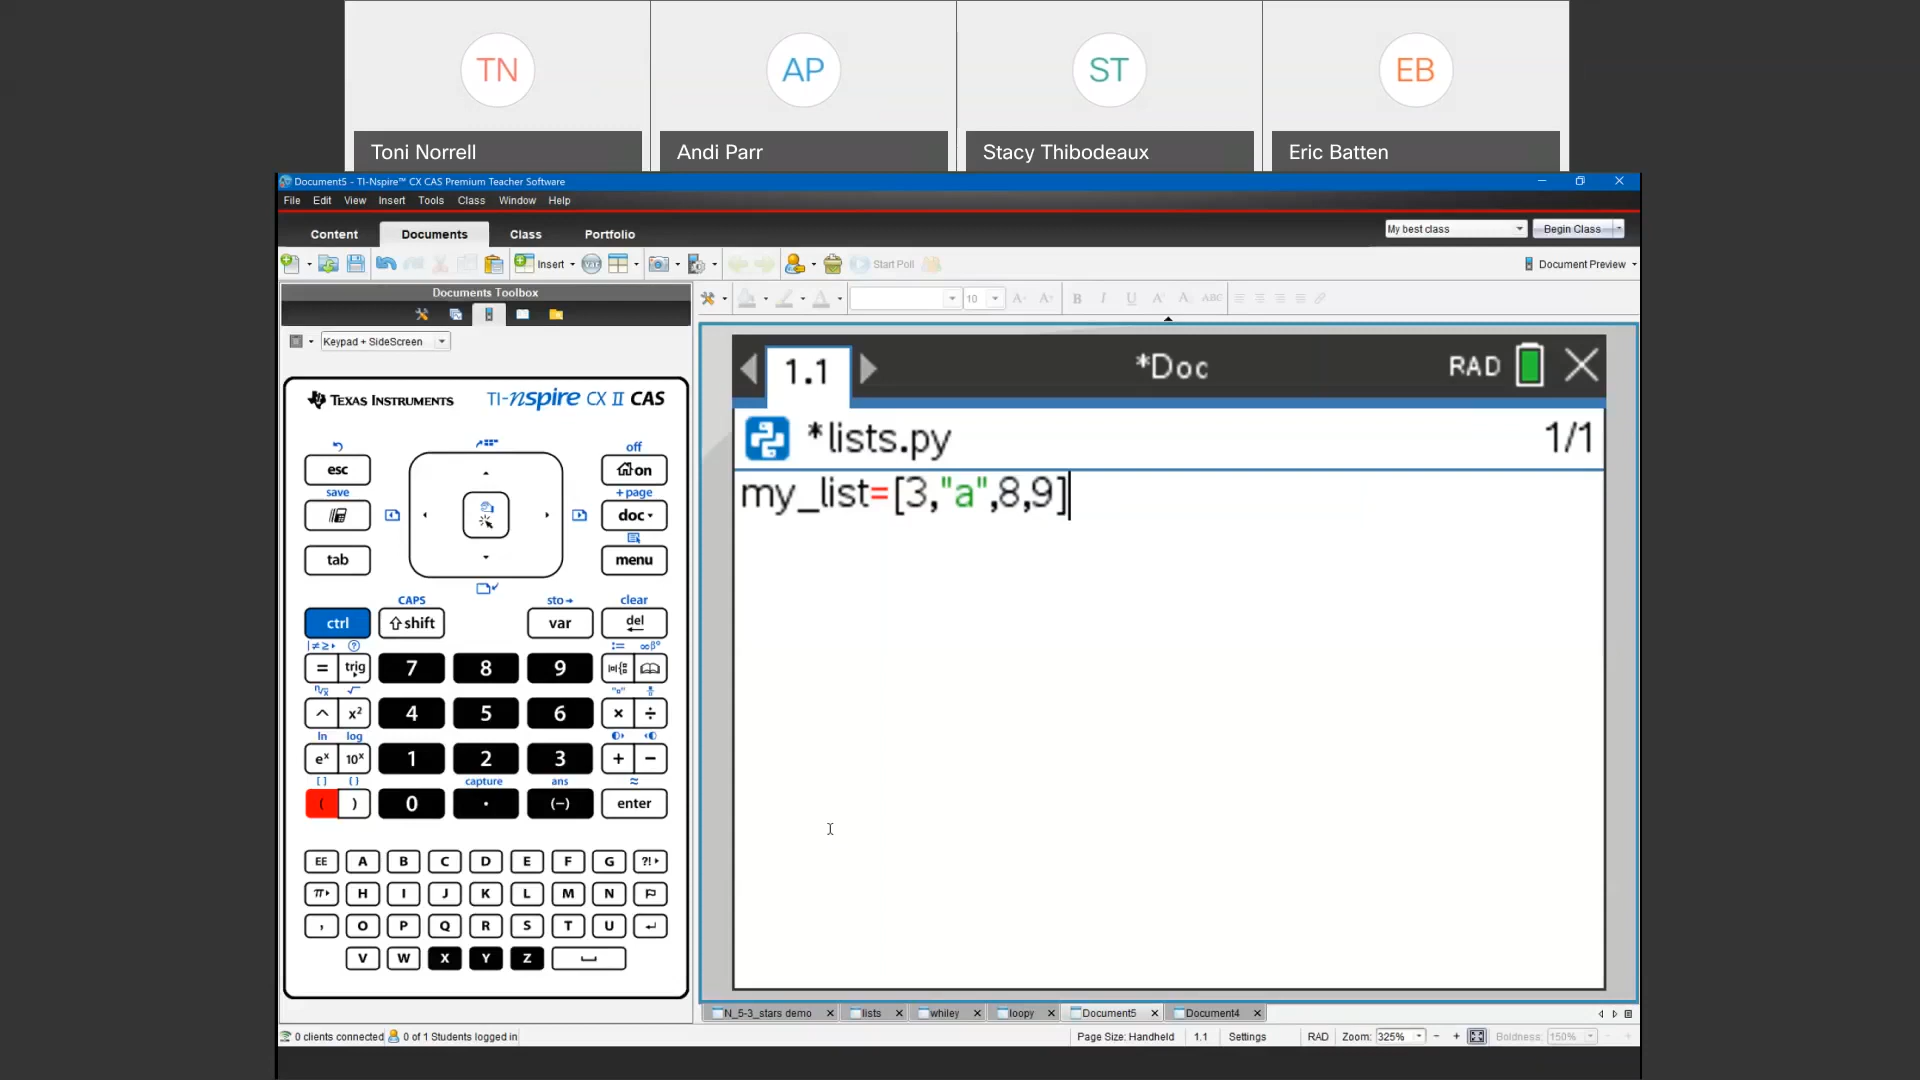 TN
AP
ST
EB
Toni Norrell
Andi Parr
Stacy Thibodeaux
Eric Batten
Document5 - TI-Nspire™ CX CAS Premium Teacher Software
File Edit View Insert Tools Class Window Help
Content Documents Class Portfolio
My best class
Begin Class
Insert
VAR
Start Poll
Document Preview
Documents Toolbox
10
B I U
ABC
Keypad + SideScreen
TEXAS INSTRUMENTS
TI-nspire CX II CAS
1.1
*Doc
RAD
*lists.py
1/1
my_list=[3,"a",8,9]
off
esc
on
save
+page
doc
tab
menu
CAPS sto→ clear
ctrl shift var del
= trig 7 8 9
^ x² 4 5 6 × ÷
ln log
eˣ 10ˣ 1 2 3 + −
[ ] { } capture ans ≈
( ) 0 . (−) enter
EE A B C D E F G ?!▸
π▸ H I J K L M N
, O P Q R S T U
V W X Y Z
N_5-3_stars demo lists whiley loopy Document5 Document4
0 clients connected 0 of 1 Students logged in
Page Size: Handheld 1.1 Settings RAD Zoom: 325% − + Boldness: 150% − +